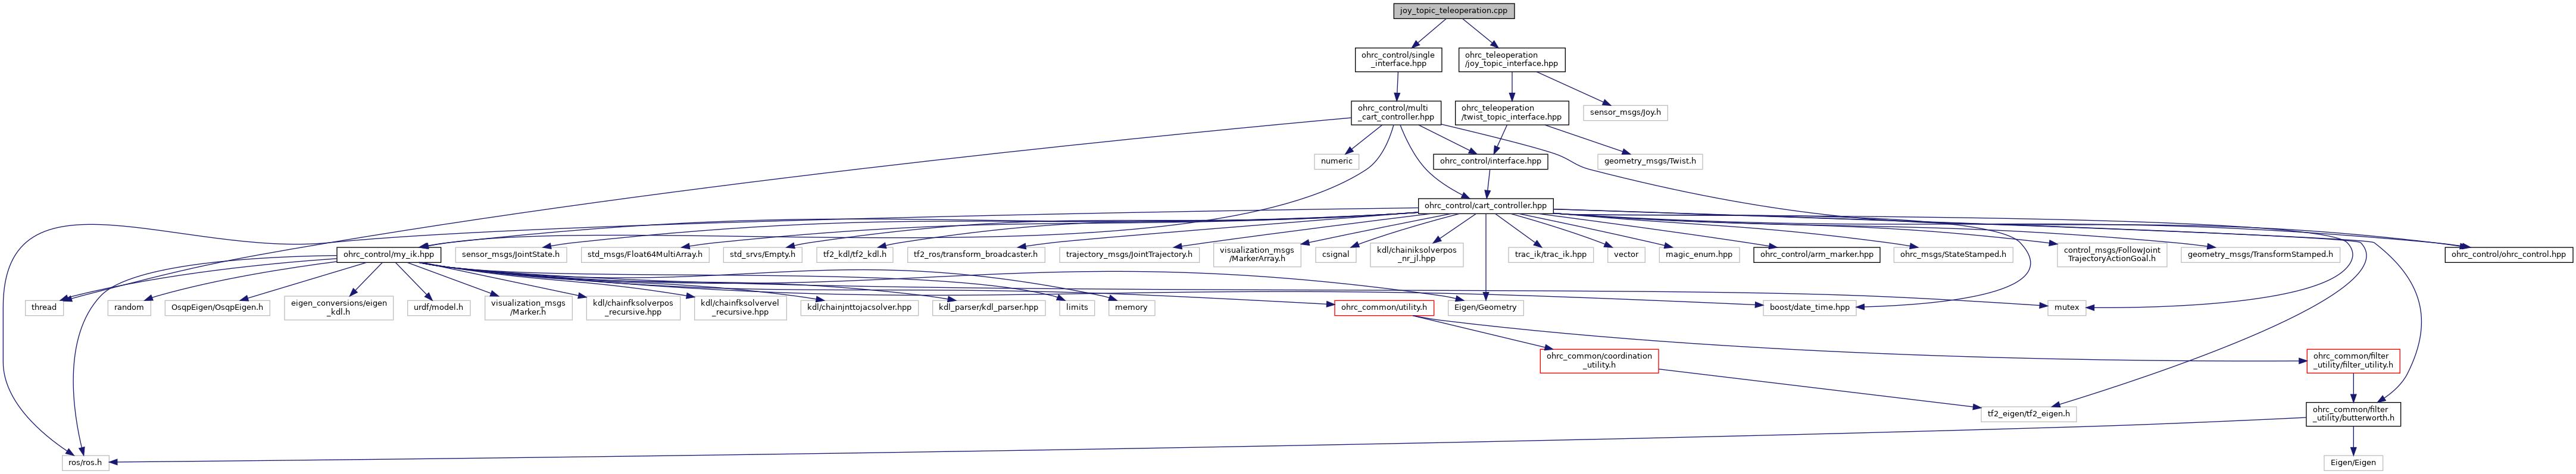 joy_topic_teleoperation.cpp
ohrc_control/single
_interface.hpp
ohrc_teleoperation
/joy_topic_interface.hpp
ohrc_control/multi
_cart_controller.hpp
ohrc_teleoperation
/twist_topic_interface.hpp
sensor_msgs/Joy.h
numeric
ohrc_control/interface.hpp
geometry_msgs/Twist.h
ohrc_control/cart_controller.hpp
ohrc_control/my_ik.hpp
sensor_msgs/JointState.h
std_msgs/Float64MultiArray.h
std_srvs/Empty.h
tf2_kdl/tf2_kdl.h
tf2_ros/transform_broadcaster.h
trajectory_msgs/JointTrajectory.h
visualization_msgs
/MarkerArray.h
csignal
kdl/chainiksolverpos
_nr_jl.hpp
trac_ik/trac_ik.hpp
vector
magic_enum.hpp
ohrc_control/arm_marker.hpp
ohrc_msgs/StateStamped.h
control_msgs/FollowJoint
TrajectoryActionGoal.h
geometry_msgs/TransformStamped.h
ohrc_control/ohrc_control.hpp
thread
random
OsqpEigen/OsqpEigen.h
eigen_conversions/eigen
_kdl.h
urdf/model.h
visualization_msgs
/Marker.h
kdl/chainfksolverpos
_recursive.hpp
kdl/chainfksolvervel
_recursive.hpp
kdl/chainjnttojacsolver.hpp
kdl_parser/kdl_parser.hpp
limits
memory
ohrc_common/utility.h
Eigen/Geometry
boost/date_time.hpp
mutex
ohrc_common/coordination
_utility.h
ohrc_common/filter
_utility/filter_utility.h
tf2_eigen/tf2_eigen.h
ohrc_common/filter
_utility/butterworth.h
ros/ros.h
Eigen/Eigen